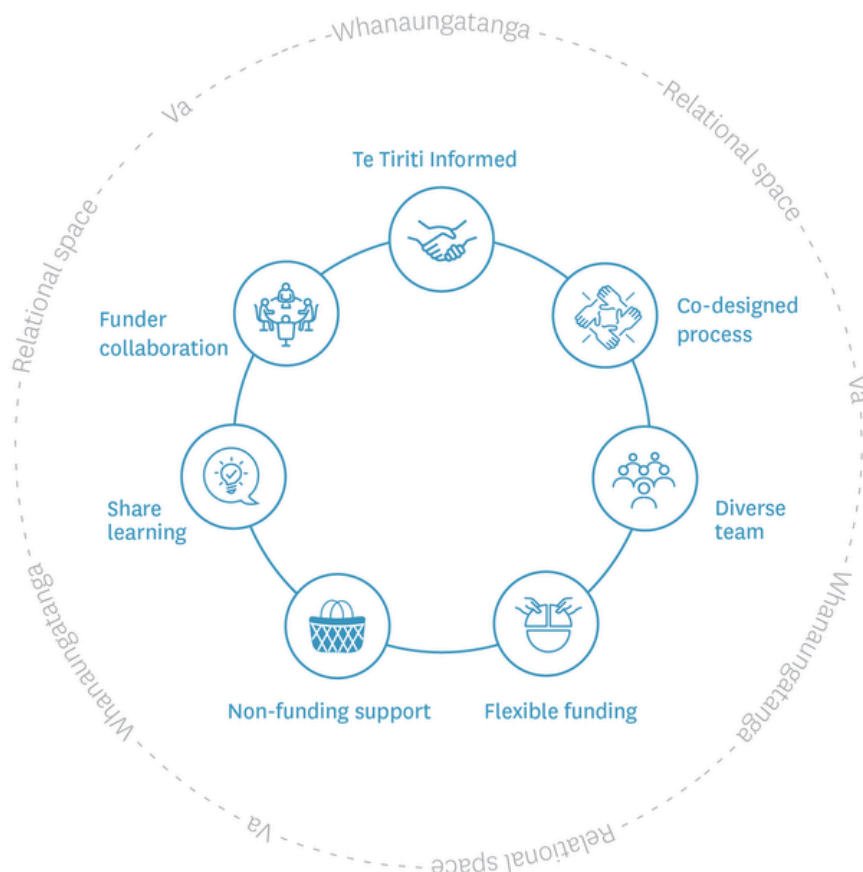 Whanaungatanga
Relational space
Va
Whanaungatanga
Relational space
Va
Whanaungatanga
Relational space
Va
Te Tiriti Informed
Co-designed
process
Diverse
team
Flexible funding
Non-funding support
Share
learning
Funder
collaboration